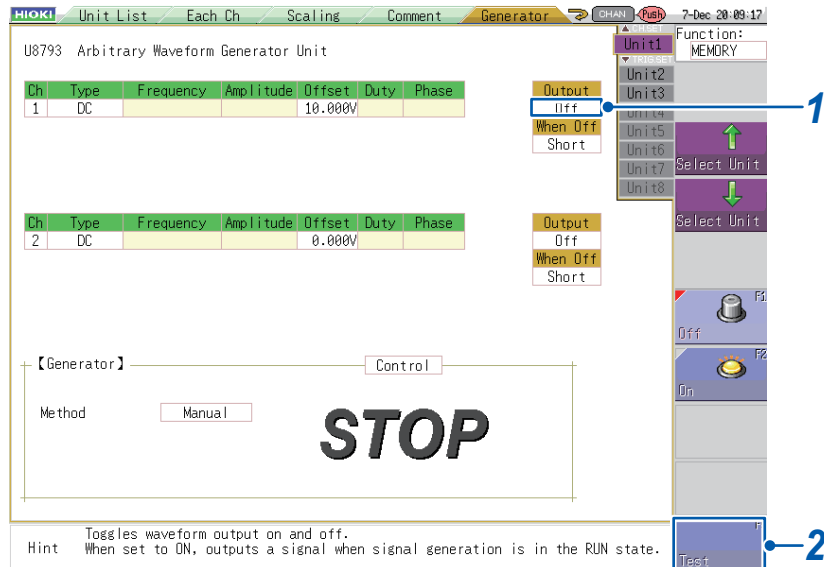 HIOKI Unit List Each Ch Scaling Comment Generator CHAN Push 7-Dec 20:09:17
▲ CH.SET
Function:
MEMORY
U8793 Arbitrary Waveform Generator Unit
Unit1
▼ TRIG.SET
Unit2
Unit3
Unit4
Unit5
Unit6
Unit7
Unit8
Ch Type Frequency Amplitude Offset Duty Phase Output
1 DC 10.000V Off
When Off
Short
1
Select Unit
Select Unit
Ch Type Frequency Amplitude Offset Duty Phase Output
2 DC 0.000V Off
When Off
Short
F1
Off
F2
On
【Generator】 Control
Method Manual
STOP
Hint Toggles waveform output on and off.
When set to ON, outputs a signal when signal generation is in the RUN state.
Test
2